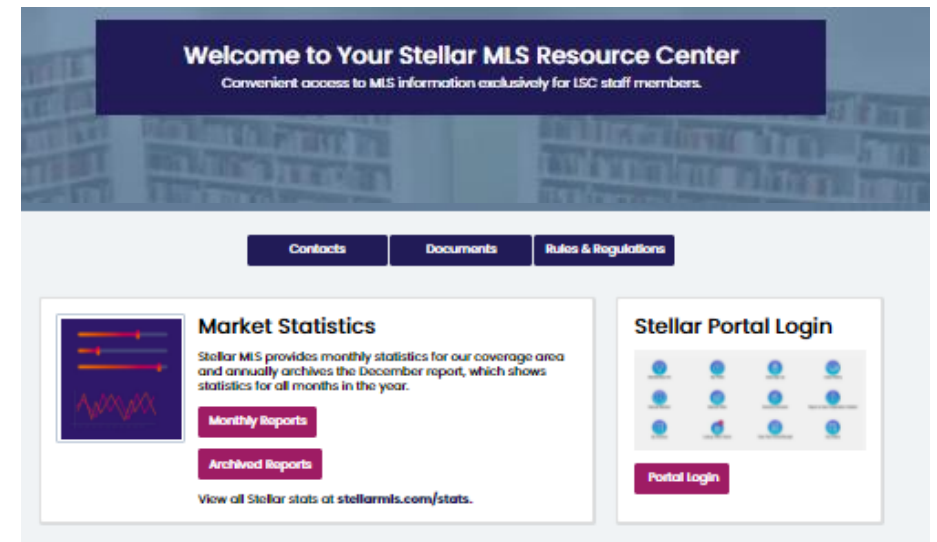 Welcome to Your Stellar MLS Resource Center
Convenient access to MLS information exclusively for LSC staff members.
Contacts
Documents
Rules & Regulations
Market Statistics
Stellar MLS provides monthly statistics for our coverage area
and annually archives the December report, which shows
statistics for all months in the year.
Monthly Reports
Archived Reports
View all Stellar stats at stellarmls.com/stats.
Stellar Portal Login
Portal Login